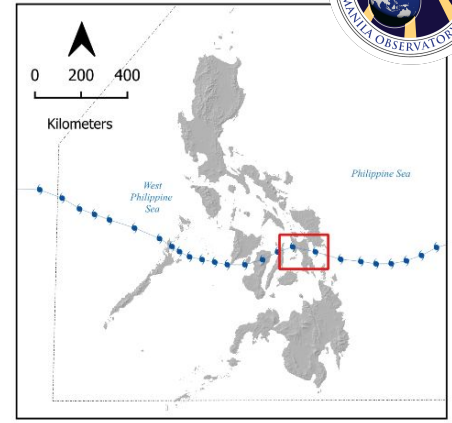 MANILA OBSERVATORY
0 200 400
Kilometers
West
Philippine
Sea
Philippine Sea